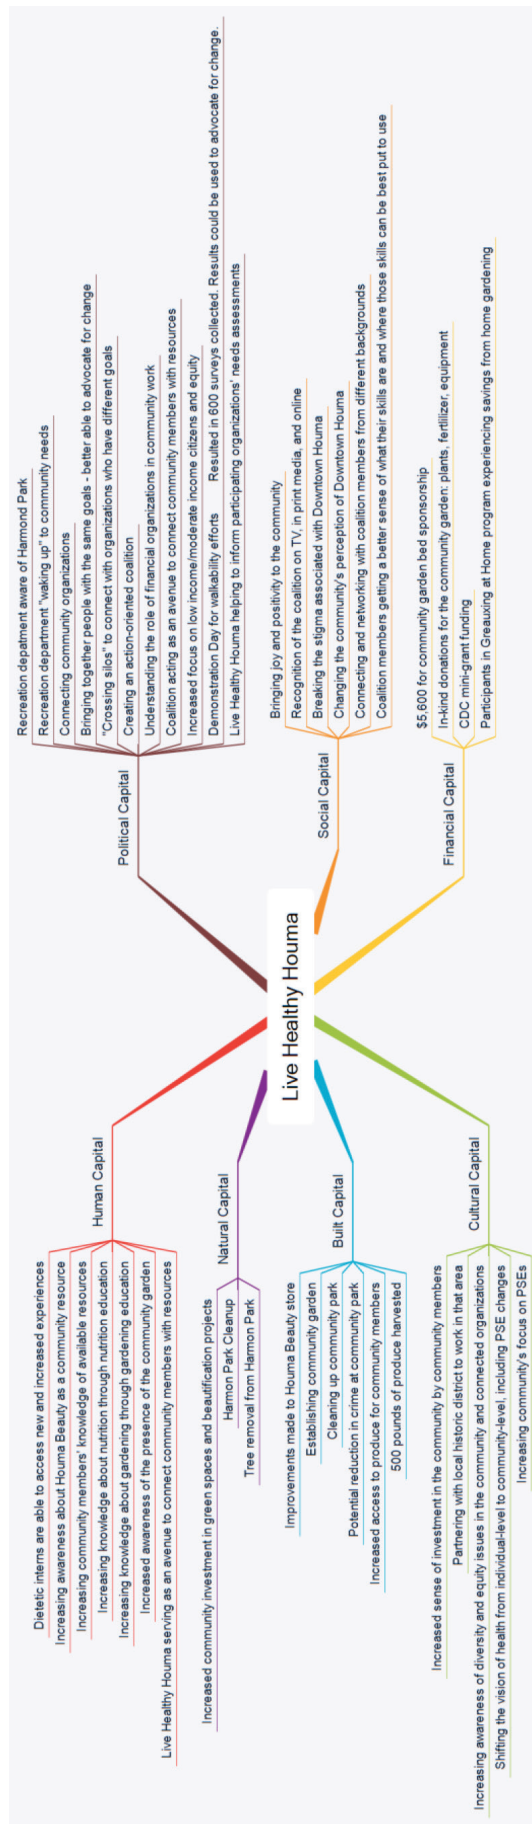 Live Healthy Houma
Human Capital
Dietetic interns are able to access new and increased experiences
Increasing awareness about Houma Beauty as a community resource
Increasing community members' knowledge of available resources
Increasing knowledge about nutrition through nutrition education
Increasing knowledge about gardening through gardening education
Increased awareness of the presence of the community garden
Live Healthy Houma serving as an avenue to connect community members with resources
Natural Capital
Increased community investment in green spaces and beautification projects
Harmon Park Cleanup
Tree removal from Harmon Park
Built Capital
Improvements made to Houma Beauty store
Establishing community garden
Cleaning up community park
Potential reduction in crime at community park
Increased access to produce for community members
500 pounds of produce harvested
Cultural Capital
Increased sense of investment in the community by community members
Partnering with local historic district to work in that area
Increasing awareness of diversity and equity issues in the community and connected organizations
Shifting the vision of health from individual-level to community-level, including PSE changes
Increasing community's focus on PSEs
Political Capital
Recreation depatment aware of Harmond Park
Recreation department "waking up" to community needs
Connecting community organizations
Bringing together people with the same goals - better able to advocate for change
"Crossing silos" to connect with organizations who have different goals
Creating an action-oriented coalition
Understanding the role of financial organizations in community work
Coalition acting as an avenue to connect community members with resources
Increased focus on low income/moderate income citizens and equity
Demonstration Day for walkability efforts Resulted in 600 surveys collected. Results could be used to advocate for change.
Live Healthy Houma helping to inform participating organizations' needs assessments
Social Capital
Bringing joy and positivity to the community
Recognition of the coalition on TV, in print media, and online
Breaking the stigma associated with Downtown Houma
Changing the community's perception of Downtown Houma
Connecting and networking with coalition members from different backgrounds
Coalition members getting a better sense of what their skills are and where those skills can be best put to use
Financial Capital
$5,600 for community garden bed sponsorship
In-kind donations for the community garden: plants, fertilizer, equipment
CDC mini-grant funding
Participants in Greauxing at Home program experiencing savings from home gardening